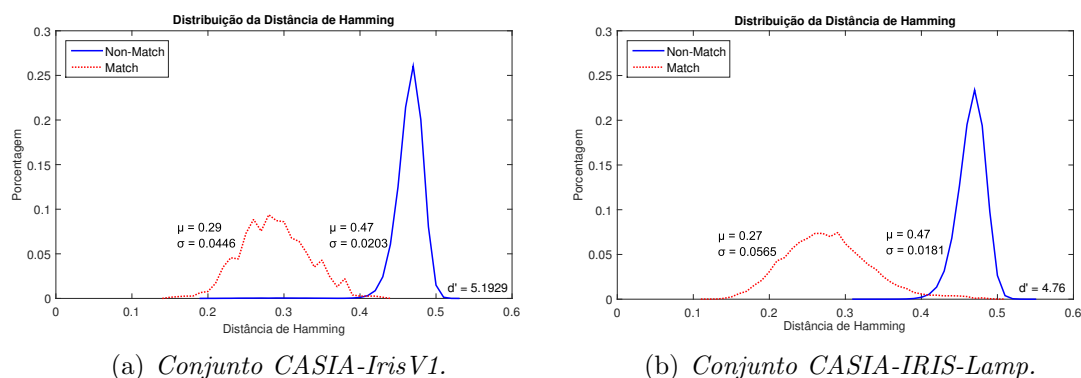 Distribuição da Distância de Hamming
0.3
Non-Match
Match
0.25
0.2
Porcentagem
0.15
0.1
μ = 0.29
σ = 0.0446
μ = 0.47
σ = 0.0203
0.05
d' = 5.1929
0
0 0.1 0.2 0.3 0.4 0.5 0.6
Distância de Hamming
(a) Conjunto CASIA-IrisV1.
Distribuição da Distância de Hamming
0.3
Non-Match
Match
0.25
0.2
Porcentagem
0.15
0.1
μ = 0.27
σ = 0.0565
μ = 0.47
σ = 0.0181
0.05
d' = 4.76
0
0 0.1 0.2 0.3 0.4 0.5 0.6
Distância de Hamming
(b) Conjunto CASIA-IRIS-Lamp.